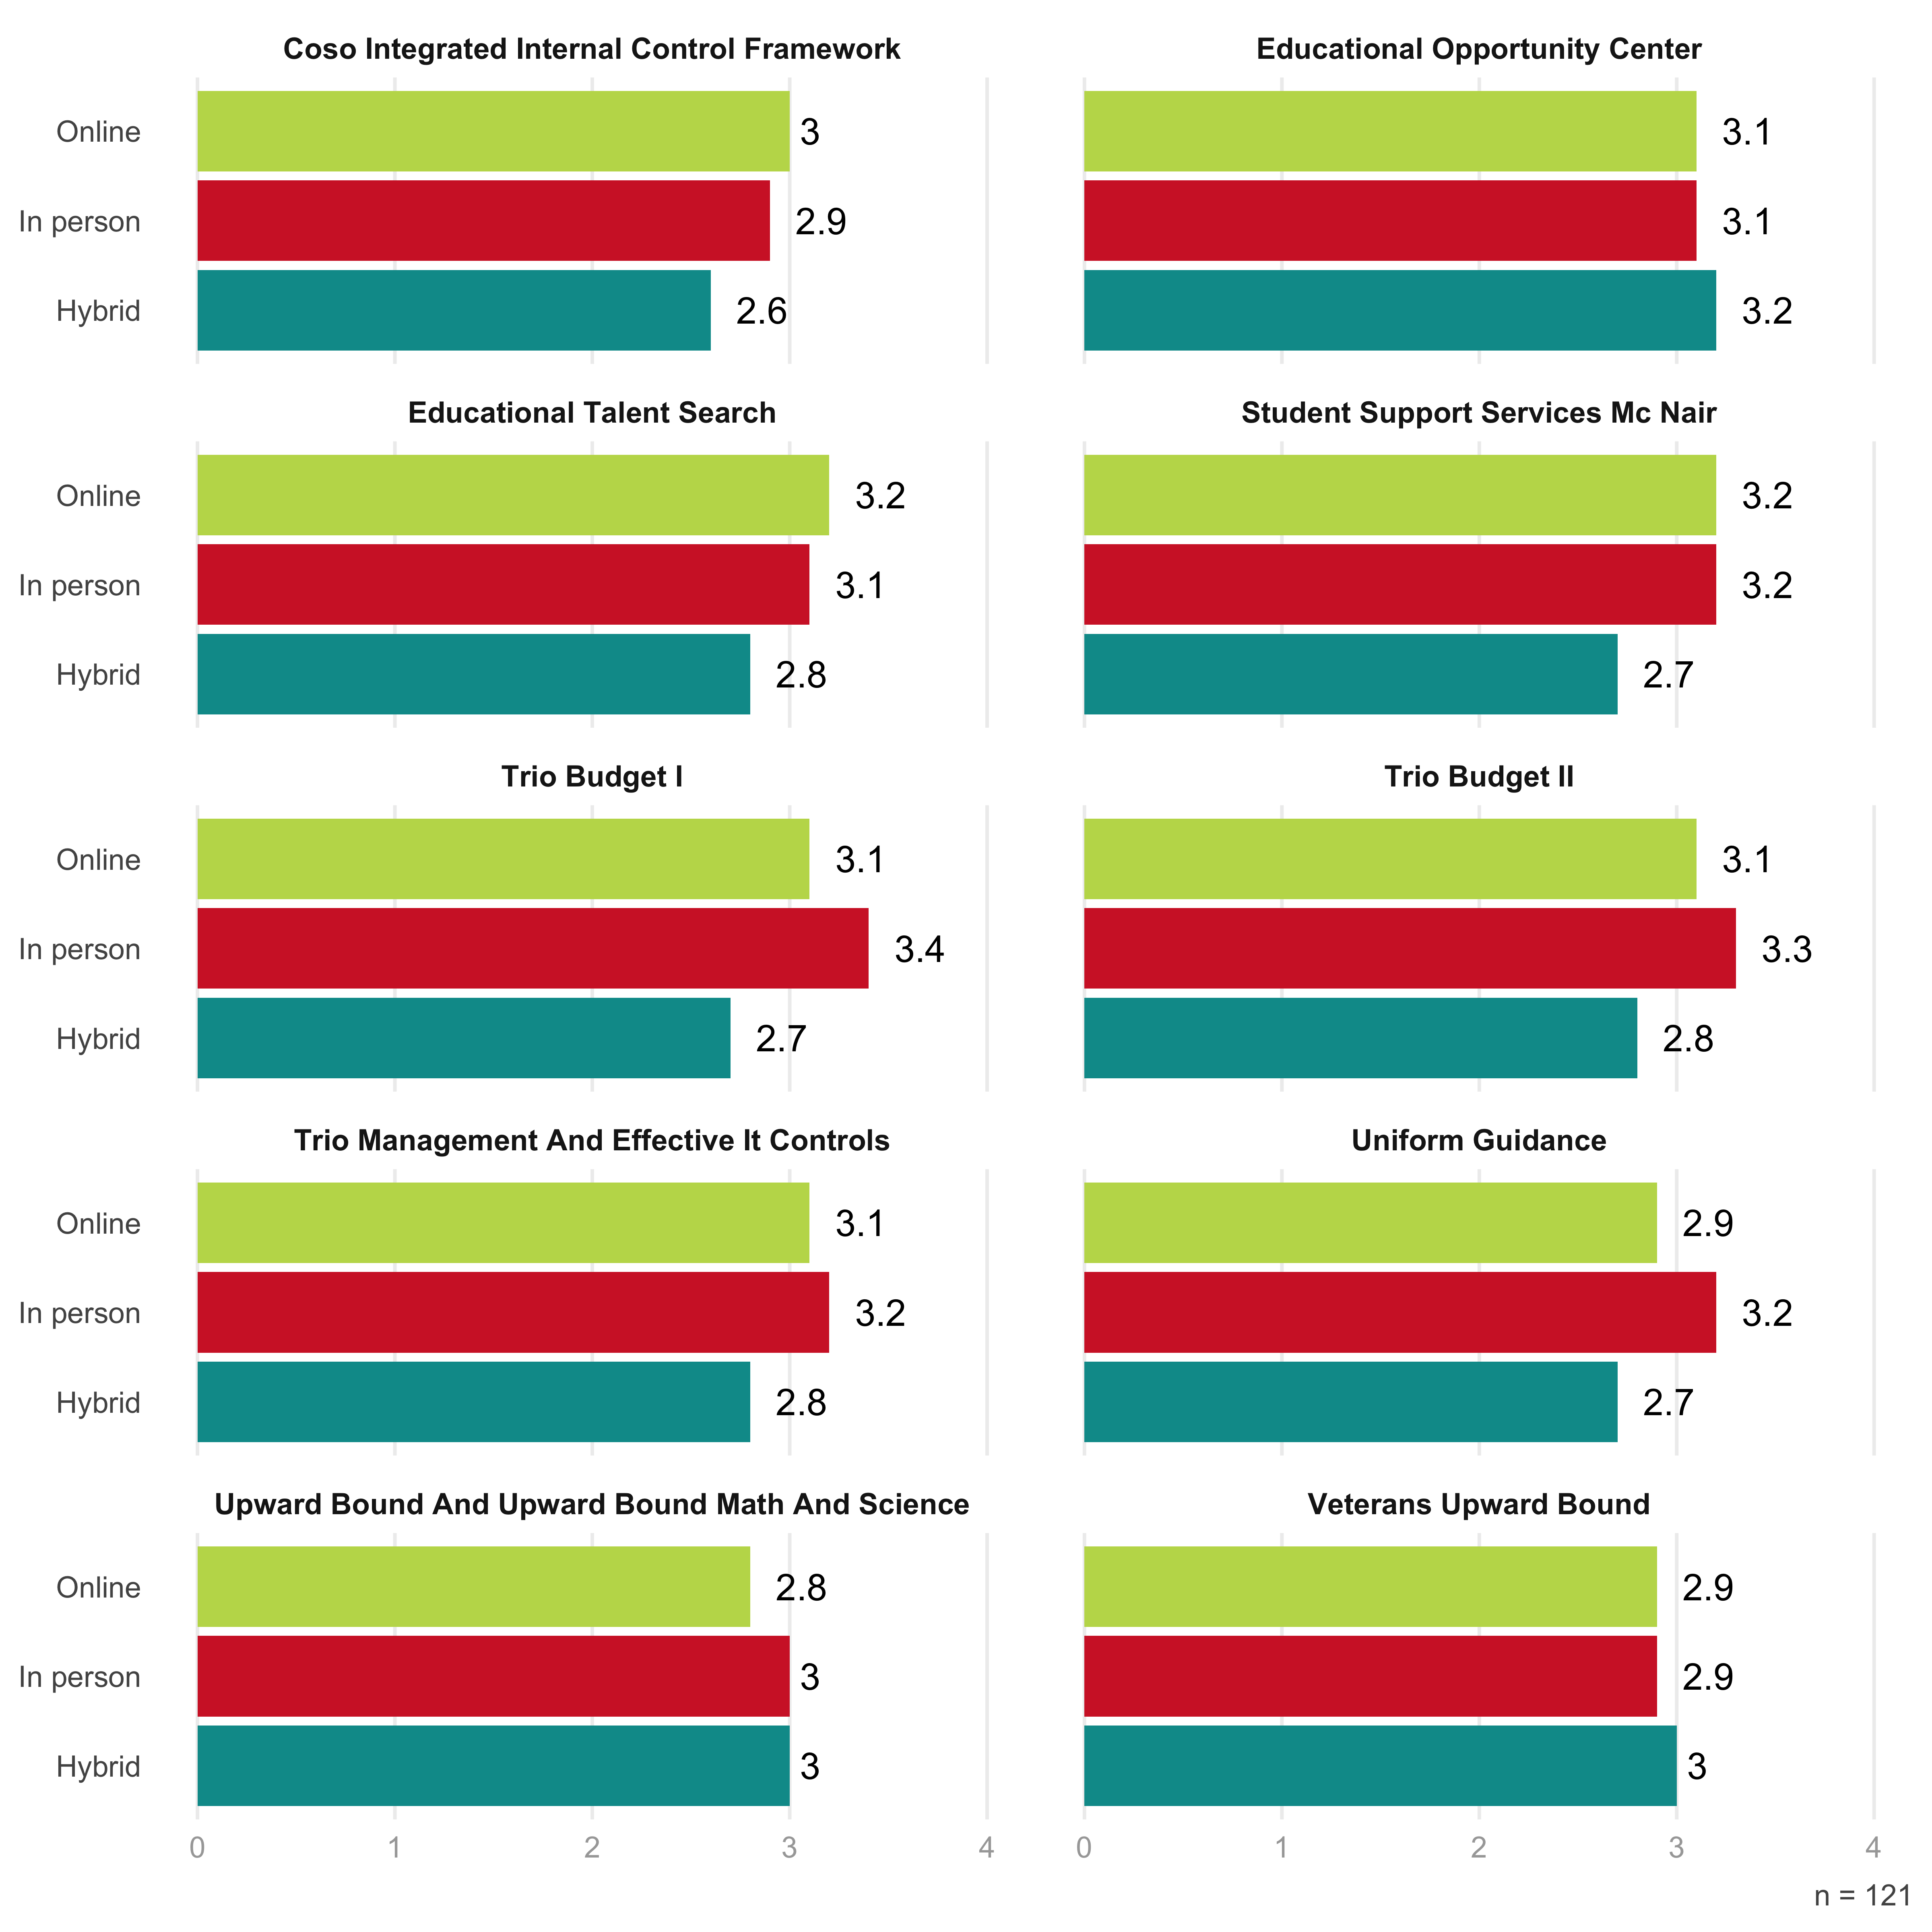 Coso Integrated Internal Control Framework
Online 3
In person 2.9
Hybrid 2.6
Educational Opportunity Center
3.1
3.1
3.2
Educational Talent Search
Online 3.2
In person 3.1
Hybrid 2.8
Student Support Services Mc Nair
3.2
3.2
2.7
Trio Budget I
Online 3.1
In person 3.4
Hybrid 2.7
Trio Budget II
3.1
3.3
2.8
Trio Management And Effective It Controls
Online 3.1
In person 3.2
Hybrid 2.8
Uniform Guidance
2.9
3.2
2.7
Upward Bound And Upward Bound Math And Science
Online 2.8
In person 3
Hybrid 3
0 1 2 3 4
Veterans Upward Bound
2.9
2.9
3
0 1 2 3 4
n = 121